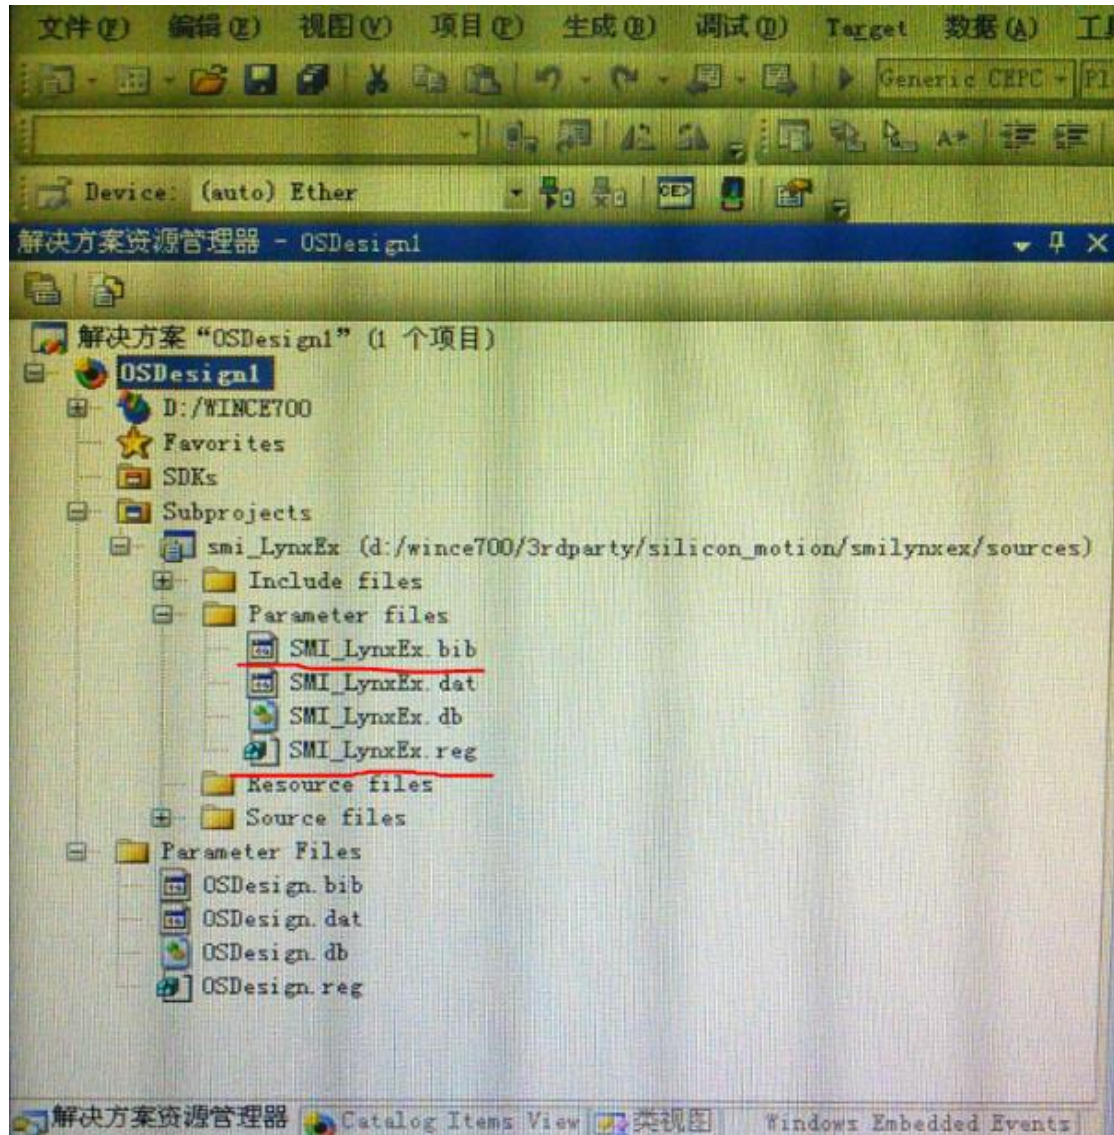 文件(F) 编辑(E) 视图(V) 项目(P) 生成(B) 调试(D) Target 数据(A)
Generic CEPC
Device: (auto) Ether
CE>
解决方案资源管理器 - OSDesign1
解决方案 “OSDesign1” (1 个项目)
OSDesign1
D:/WINCE700
Favorites
SDKs
Subprojects
smi_LynxEx (d:/wince700/3rdparty/silicon_motion/smilynxex/sources)
Include files
Parameter files
SMI_LynxEx.bib
SMI_LynxEx.dat
SMI_LynxEx.db
SMI_LynxEx.reg
Resource files
Source files
Parameter Files
OSDesign.bib
OSDesign.dat
OSDesign.db
OSDesign.reg
解决方案资源管理器 Catalog Items View 类视图 Windows Embedded Events